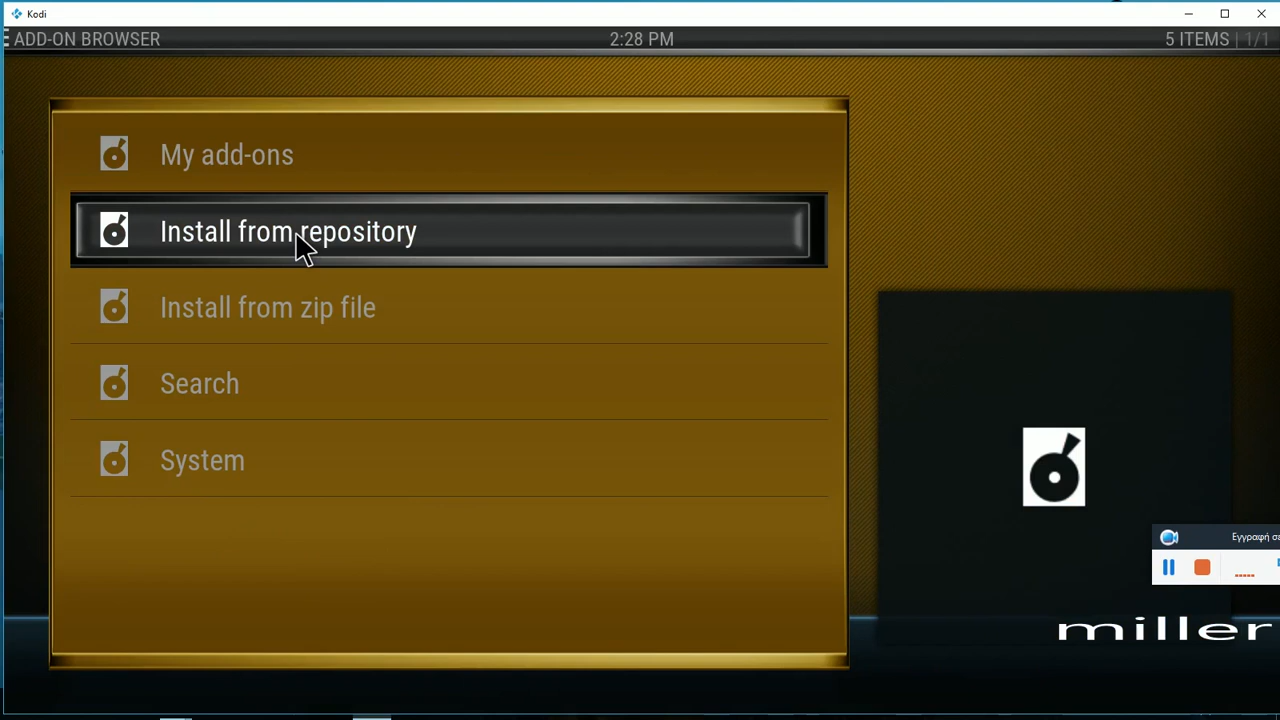 Kodi
ADD-ON BROWSER
2:28 PM
5 ITEMS | 1/1
My add-ons
Install from repository
Install from zip file
Search
System
Εγγραφή σε
miller